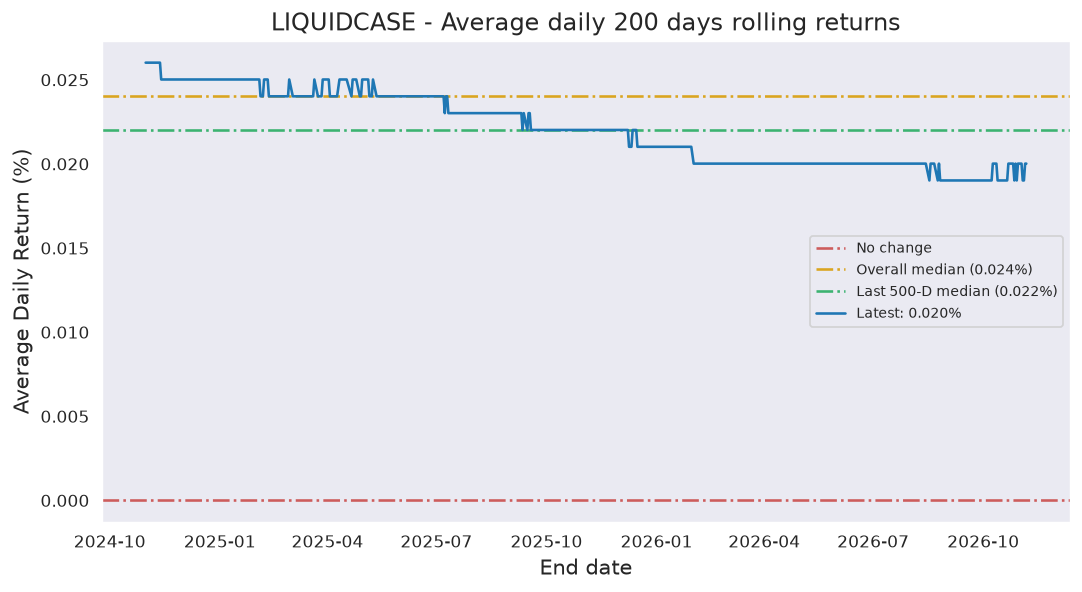 LIQUIDCASE - Average daily 200 days rolling returns
Average Daily Return (%)
0.025
0.020
0.015
0.010
0.005
0.000
No change
Overall median (0.024%)
Last 500-D median (0.022%)
Latest: 0.020%
2024-10 2025-01 2025-04 2025-07 2025-10 2026-01 2026-04 2026-07 2026-10
End date